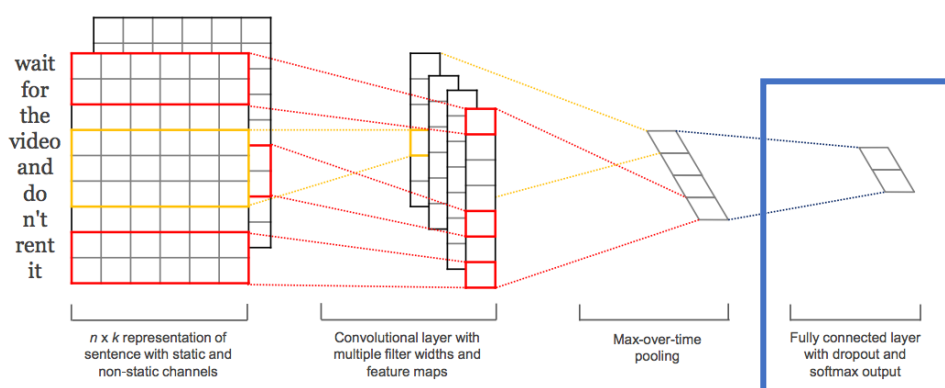 wait
for
the
video
and
do
n't
rent
it
n x k representation of
sentence with static and
non-static channels
Convolutional layer with
multiple filter widths and
feature maps
Max-over-time
pooling
Fully connected layer
with dropout and
softmax output